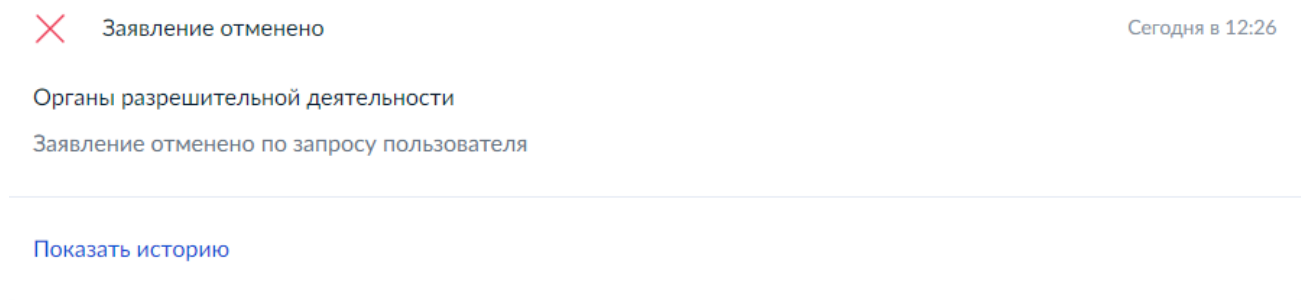 Заявление отменено
Сегодня в 12:26
Органы разрешительной деятельности
Заявление отменено по запросу пользователя
Показать историю